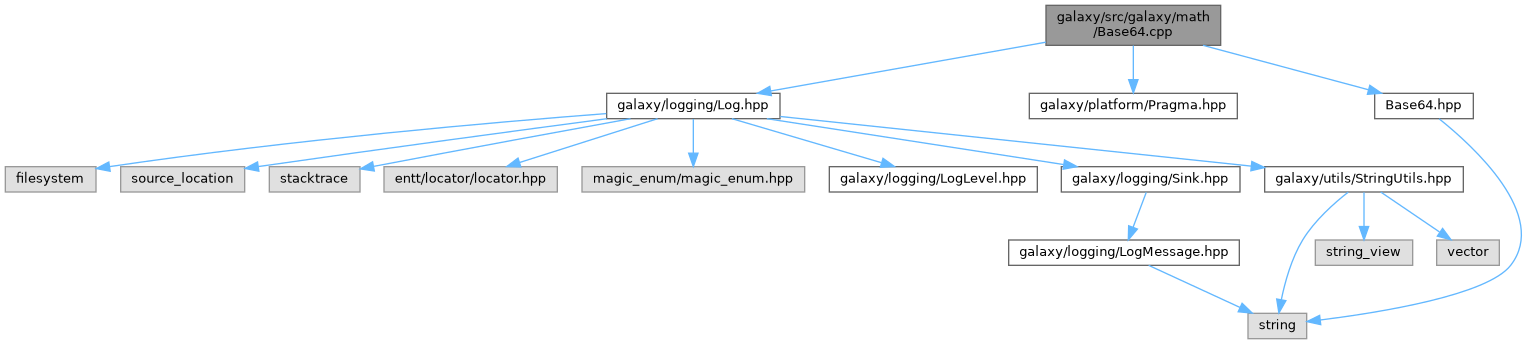 galaxy/src/galaxy/math
/Base64.cpp
galaxy/logging/Log.hpp
galaxy/platform/Pragma.hpp
Base64.hpp
filesystem
source_location
stacktrace
entt/locator/locator.hpp
magic_enum/magic_enum.hpp
galaxy/logging/LogLevel.hpp
galaxy/logging/Sink.hpp
galaxy/utils/StringUtils.hpp
galaxy/logging/LogMessage.hpp
string_view
vector
string